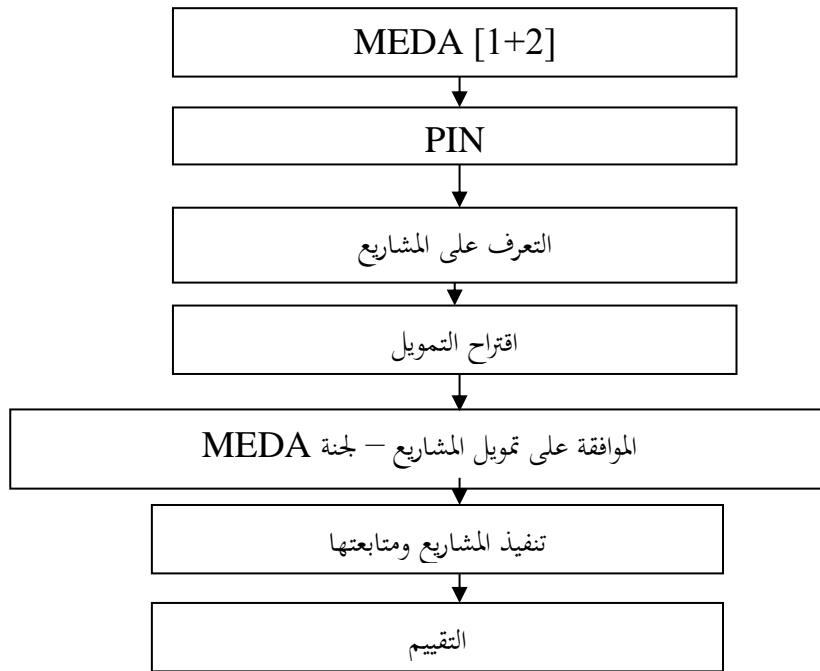 MEDA [1+2]
PIN
التعرف على المشاريع
اقتراح التمويل
الموافقة على تمويل المشاريع – لجنة MEDA
تنفيذ المشاريع ومتابعتها
التقييم